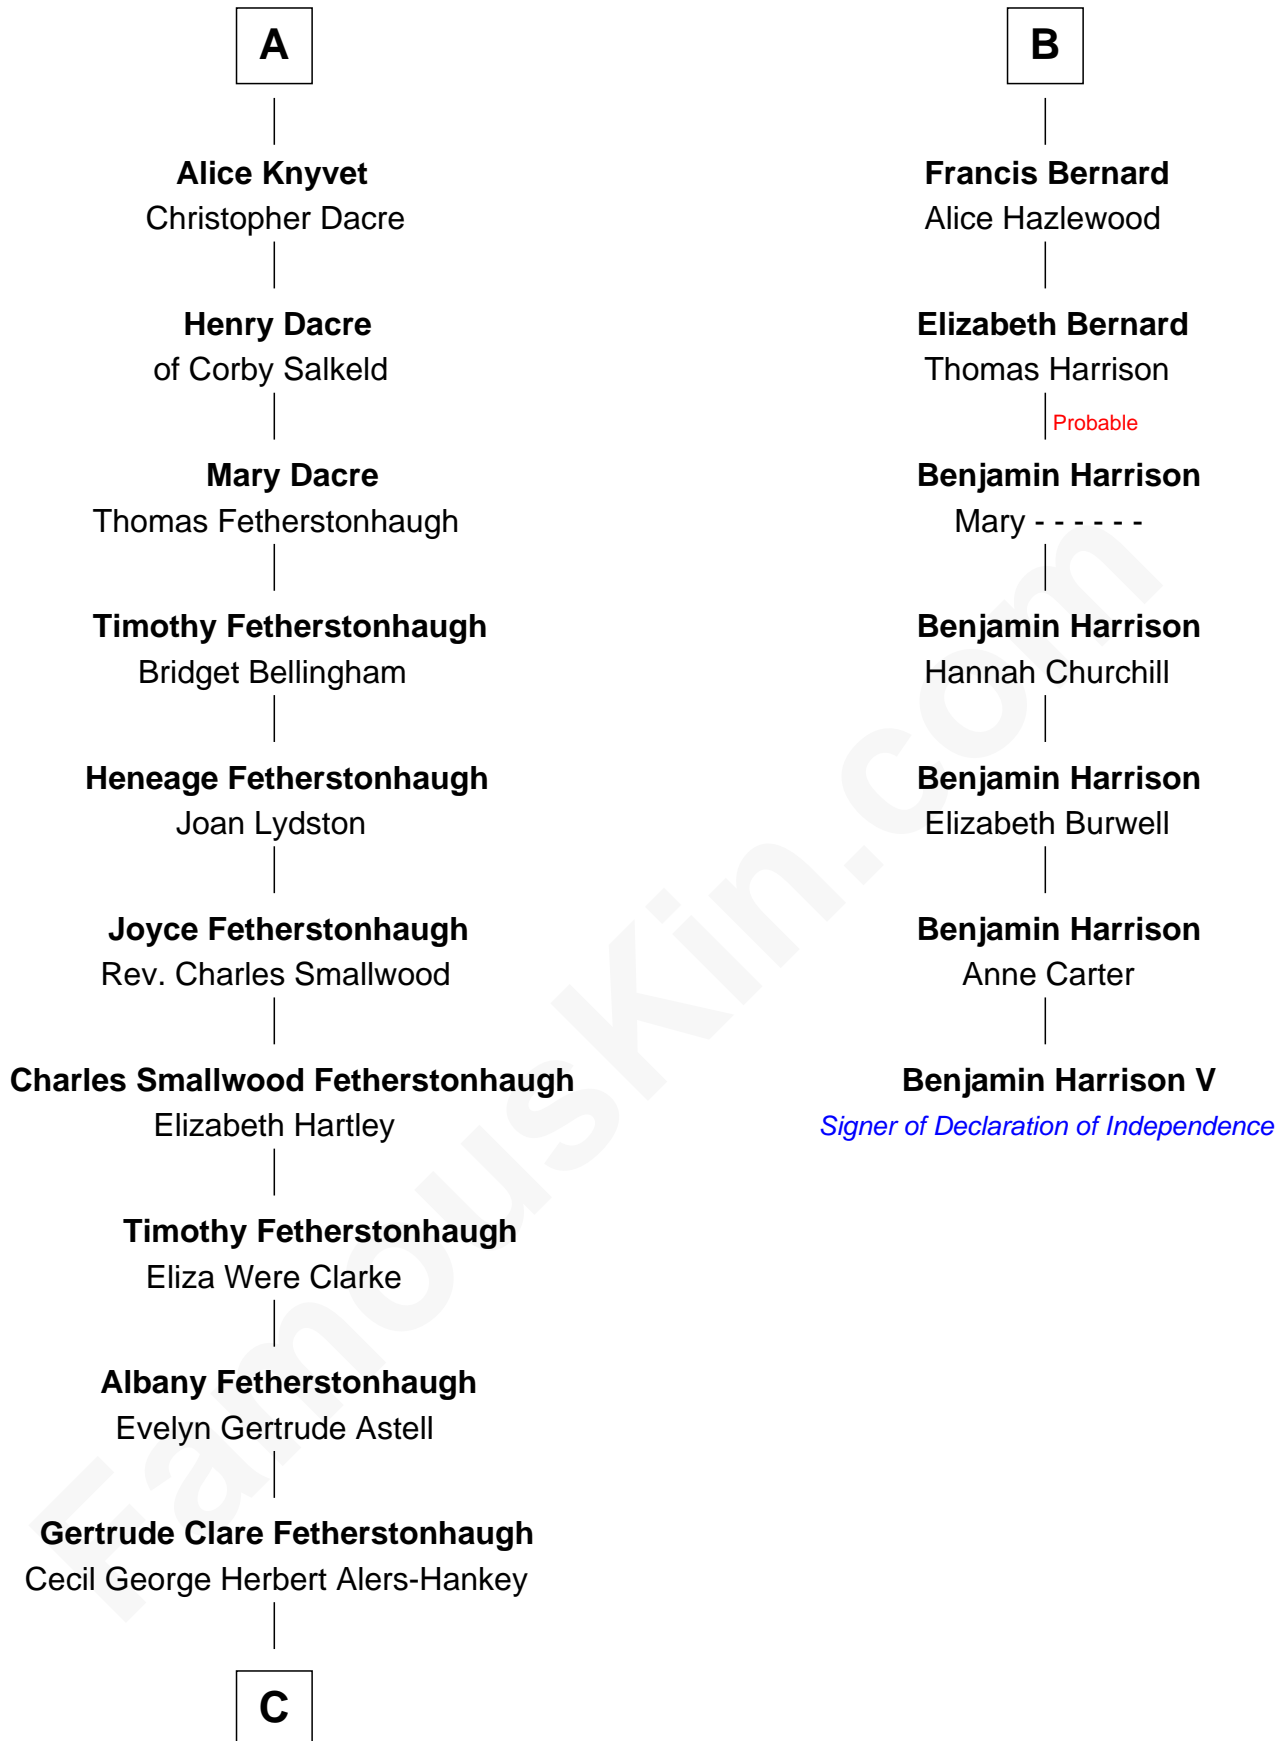 A
Alice Knyvet
Christopher Dacre
Henry Dacre
of Corby Salkeld
Mary Dacre
Thomas Fetherstonhaugh
Timothy Fetherstonhaugh
Bridget Bellingham
Heneage Fetherstonhaugh
Joan Lydston
Joyce Fetherstonhaugh
Rev. Charles Smallwood
Charles Smallwood Fetherstonhaugh
Elizabeth Hartley
Timothy Fetherstonhaugh
Eliza Were Clarke
Albany Fetherstonhaugh
Evelyn Gertrude Astell
Gertrude Clare Fetherstonhaugh
Cecil George Herbert Alers-Hankey
C
B
Francis Bernard
Alice Hazlewood
Elizabeth Bernard
Thomas Harrison
Probable
Benjamin Harrison
Mary - - - - - -
Benjamin Harrison
Hannah Churchill
Benjamin Harrison
Elizabeth Burwell
Benjamin Harrison
Anne Carter
Benjamin Harrison V
Signer of Declaration of Independence
FamousKin.com